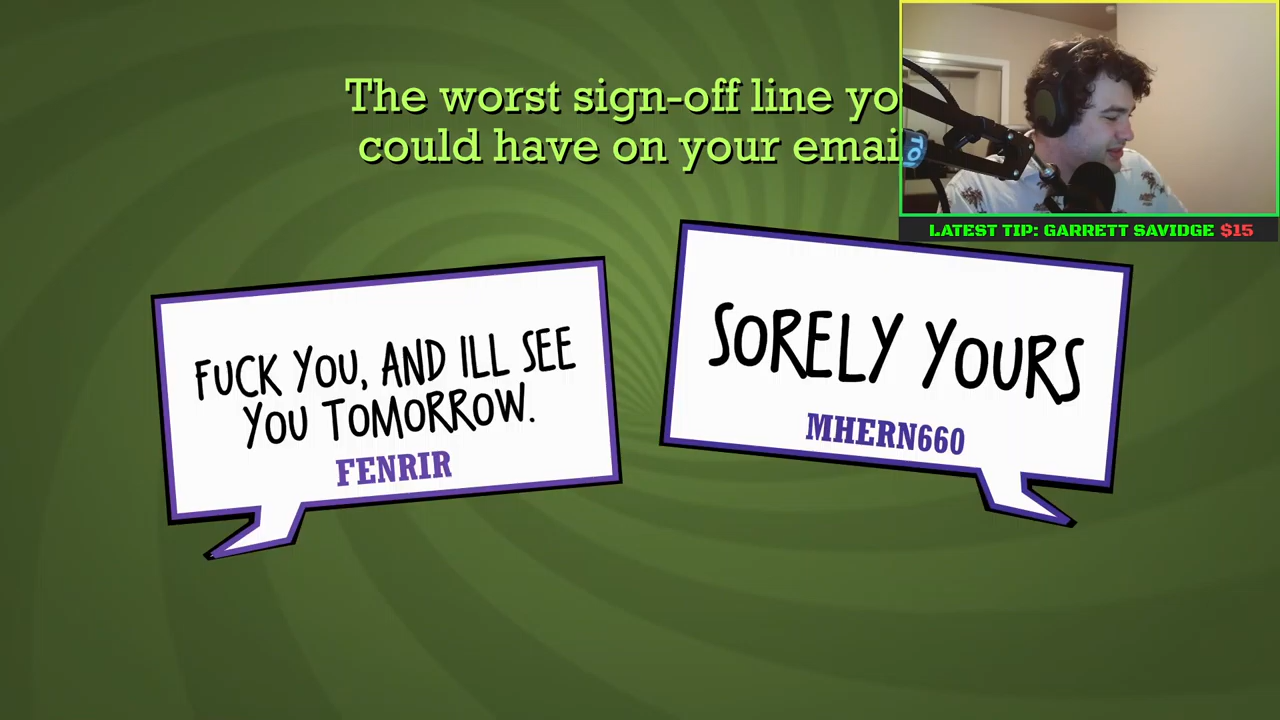 The worst sign-off line yo
could have on your emai
LATEST TIP: GARRETT SAVIDGE $15
FUCK YOU, AND ILL SEE
YOU TOMORROW.
FENRIR
SORELY YOURS
MHERN660
TO